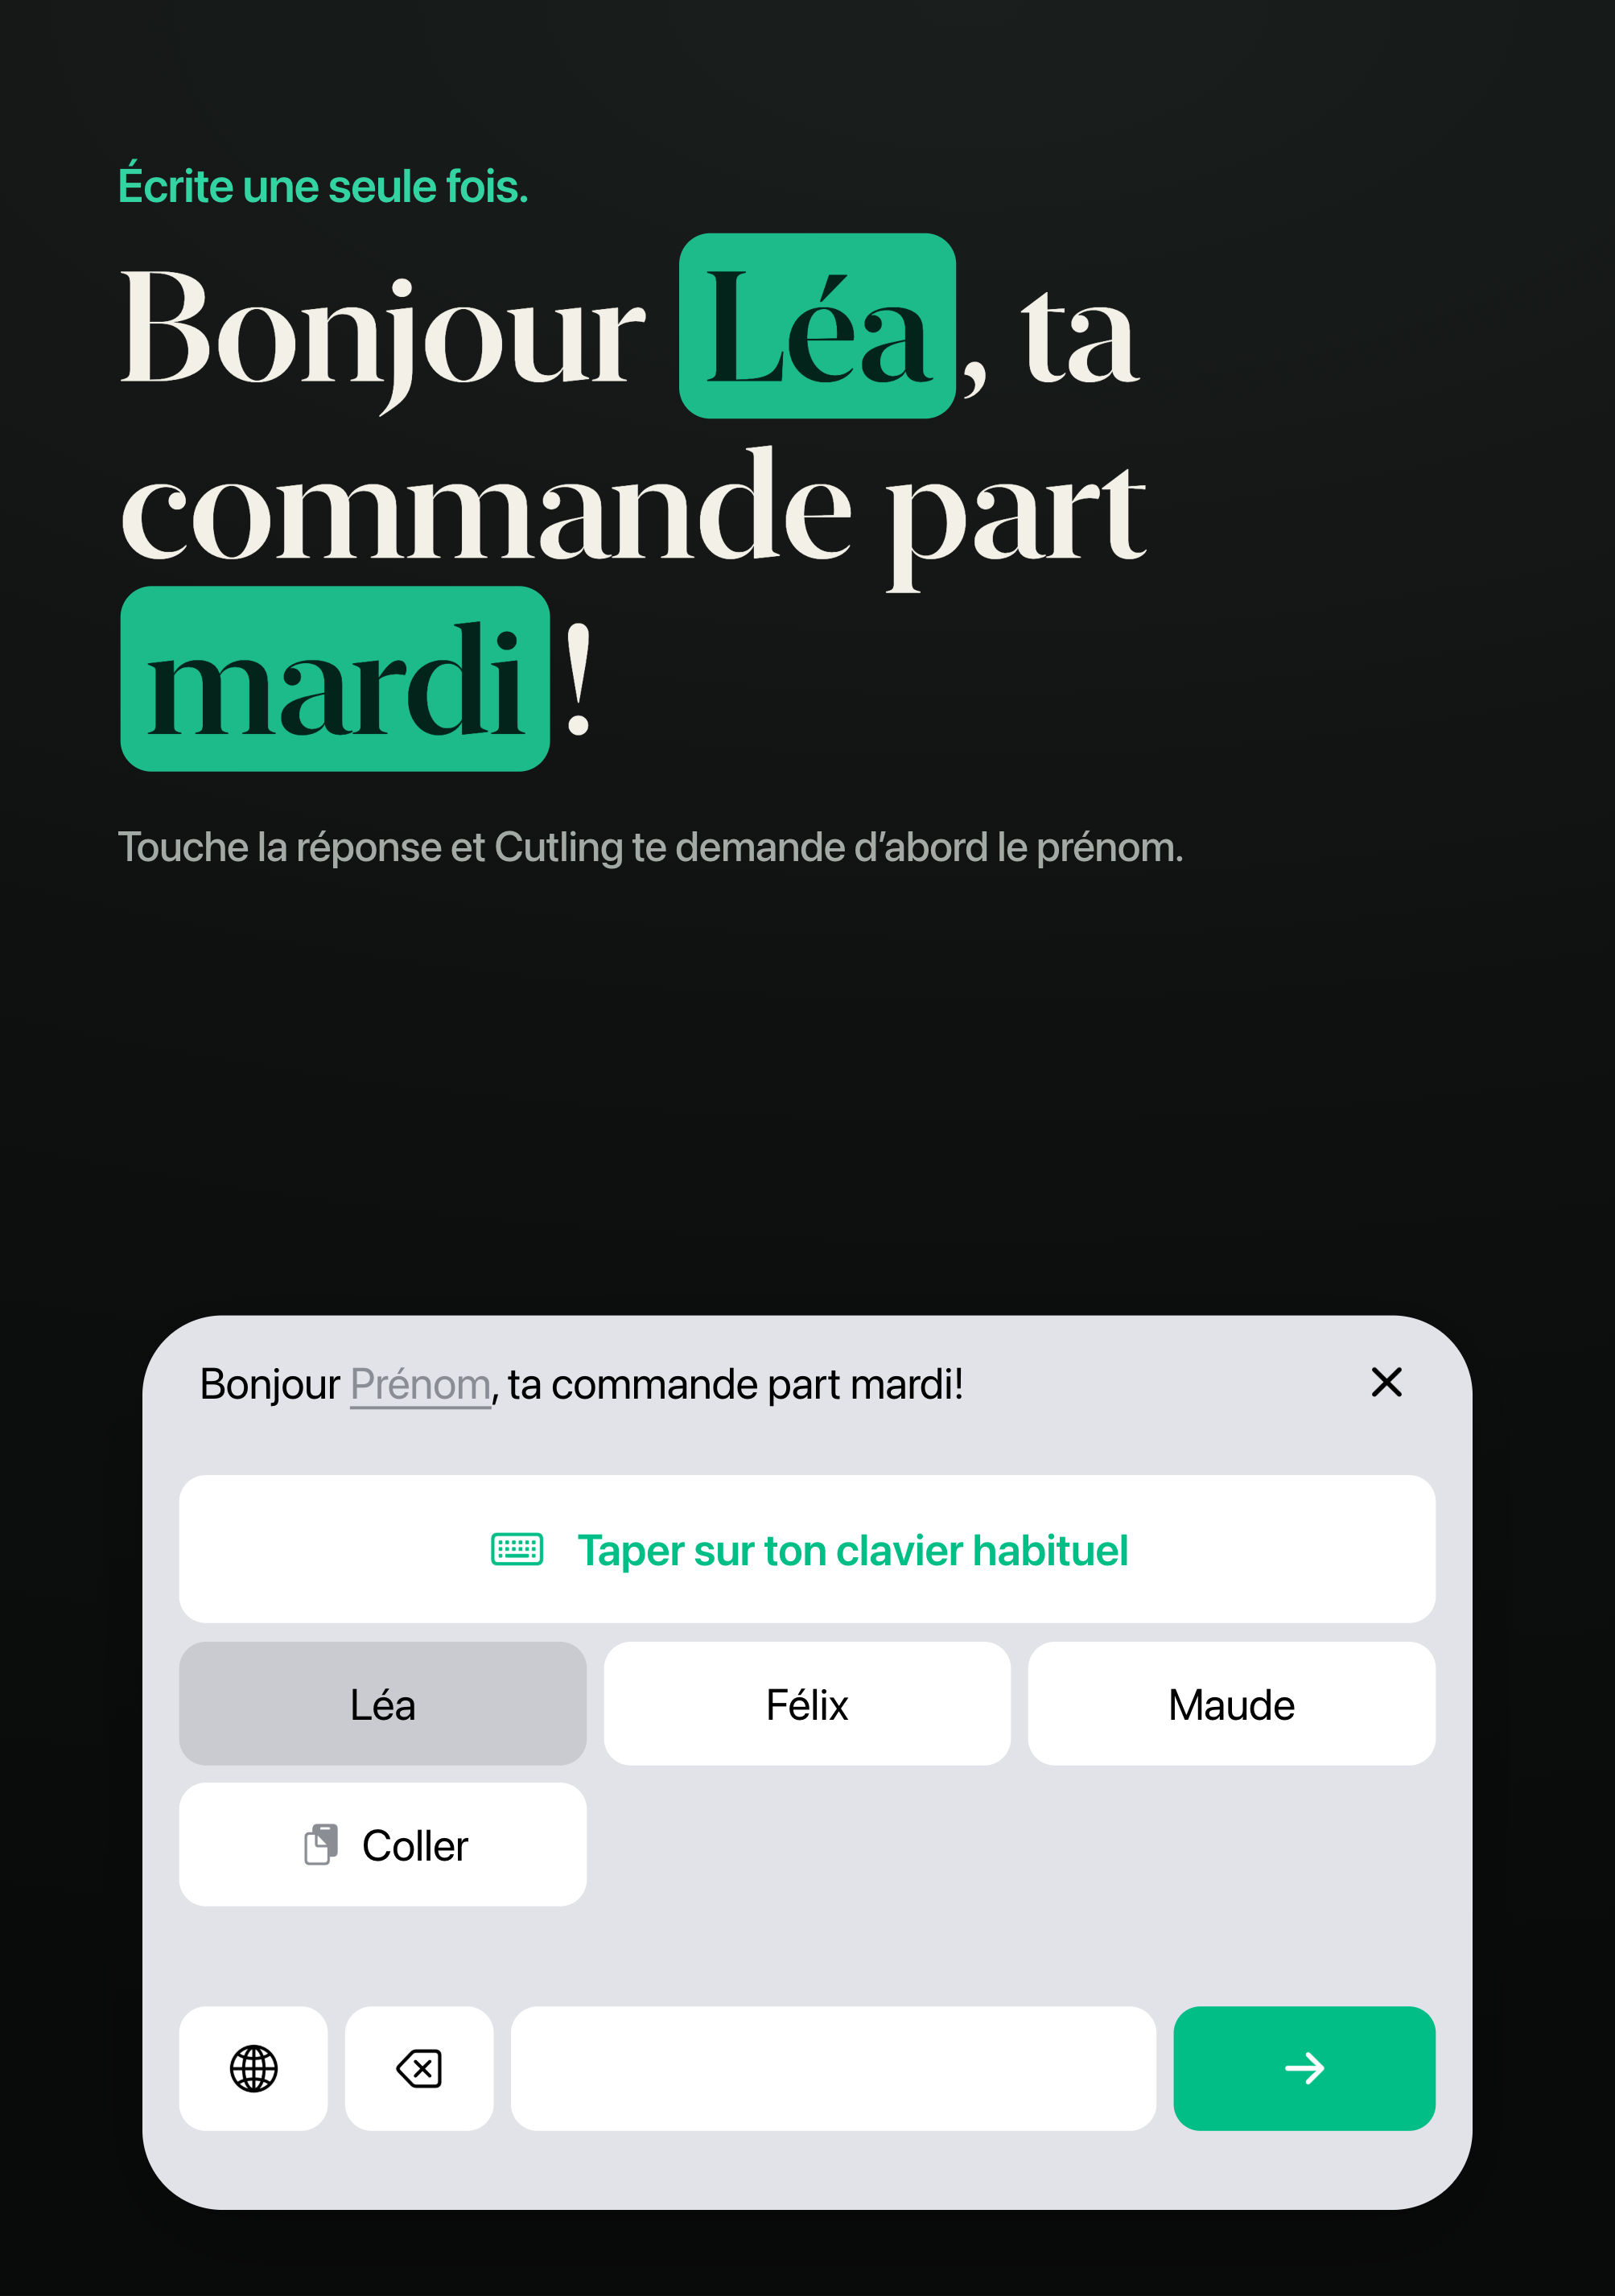 Écrite une seule fois.
Bonjour Léa, ta
commande part
mardi !
Touche la réponse et Cutling te demande d’abord le prénom.
Bonjour Prénom, ta commande part mardi!
Taper sur ton clavier habituel
Léa
Félix
Maude
Coller